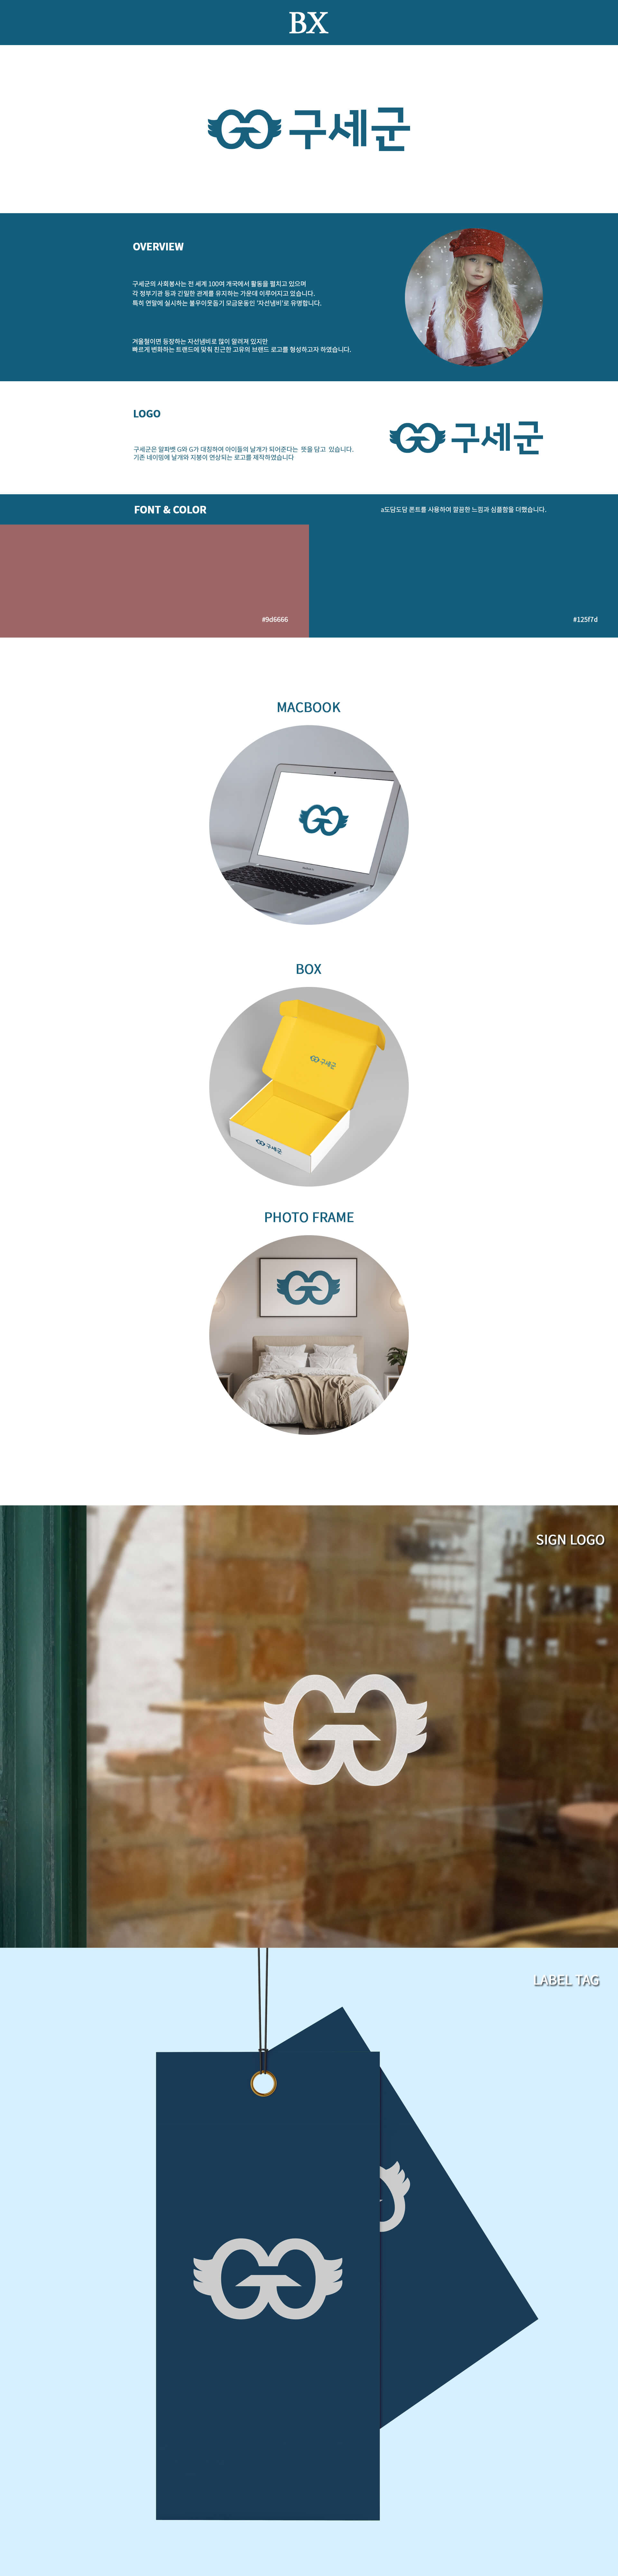 BX
구세군
OVERVIEW
구세군의 사회봉사는 전 세계 100여 개국에서 활동을 펼치고 있으며
각 정부기관 등과 긴밀한 관계를 유지하는 가운데 이루어지고 있습니다.
특히 연말에 실시하는 불우이웃돕기 모금운동인 '자선냄비'로 유명합니다.
겨울철이면 등장하는 자선냄비로 많이 알려져 있지만
빠르게 변화하는 트랜드에 맞춰 친근한 고유의 브랜드 로고를 형성하고자 하였습니다.
LOGO
구세군은 알파벳 G와 G가 대칭하여 아이들의 날개가 되어준다는 뜻을 담고 있습니다.
기존 네이밍에 날개와 지붕이 연상되는 로고를 제작하였습니다
구세군
FONT & COLOR
a도담도담 폰트를 사용하여 깔끔한 느낌과 심플함을 더했습니다.
#9d6666
#125f7d
MACBOOK
BOX
구세군
구세군
PHOTO FRAME
SIGN LOGO
LABEL TAG